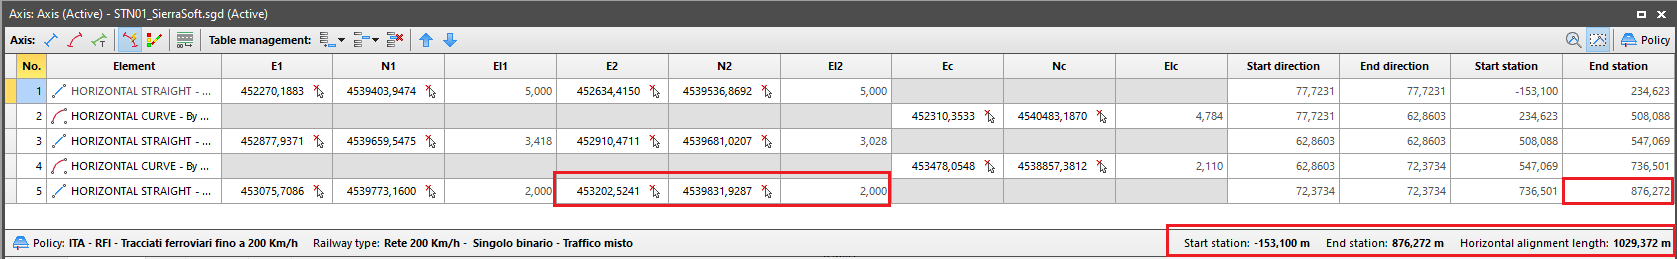 Axis: Axis (Active) - STN01_SierraSoft.sgd (Active)
Axis: Table management: Policy
No. Element E1 N1 El1 E2 N2 El2 Ec Nc Elc Start direction End direction Start station End station
1 HORIZONTAL STRAIGHT - ... 452270,1883 4539403,9474 5,000 452634,4150 4539536,8692 5,000 77,7231 77,7231 -153,100 234,623
2 HORIZONTAL CURVE - By ... 452310,3533 4540483,1870 4,784 77,7231 62,8603 234,623 508,088
3 HORIZONTAL STRAIGHT - ... 452877,9371 4539659,5475 3,418 452910,4711 4539681,0207 3,028 62,8603 62,8603 508,088 547,069
4 HORIZONTAL CURVE - By ... 453478,0548 4538857,3812 2,110 62,8603 72,3734 547,069 736,501
5 HORIZONTAL STRAIGHT - ... 453075,7086 4539773,1600 2,000 453202,5241 4539831,9287 2,000 72,3734 72,3734 736,501 876,272
Policy: ITA - RFI - Tracciati ferroviari fino a 200 Km/h Railway type: Rete 200 Km/h - Singolo binario - Traffico misto Start station: -153,100 m End station: 876,272 m Horizontal alignment length: 1029,372 m